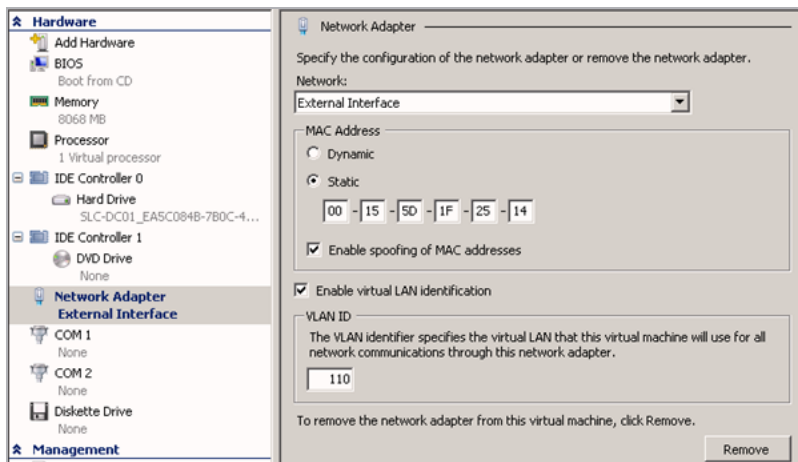 Hardware
Add Hardware
BIOS
Boot from CD
Memory
8068 MB
Processor
1 Virtual processor
IDE Controller 0
Hard Drive
SLC-DC01_EA5C084B-7B0C-4...
IDE Controller 1
DVD Drive
None
Network Adapter
External Interface
COM 1
None
COM 2
None
Diskette Drive
None
Management
Network Adapter
Specify the configuration of the network adapter or remove the network adapter.
Network:
External Interface
MAC Address
Dynamic
Static
00 - 15 - 5D - 1F - 25 - 14
Enable spoofing of MAC addresses
Enable virtual LAN identification
VLAN ID
The VLAN identifier specifies the virtual LAN that this virtual machine will use for all
network communications through this network adapter.
110
To remove the network adapter from this virtual machine, click Remove.
Remove